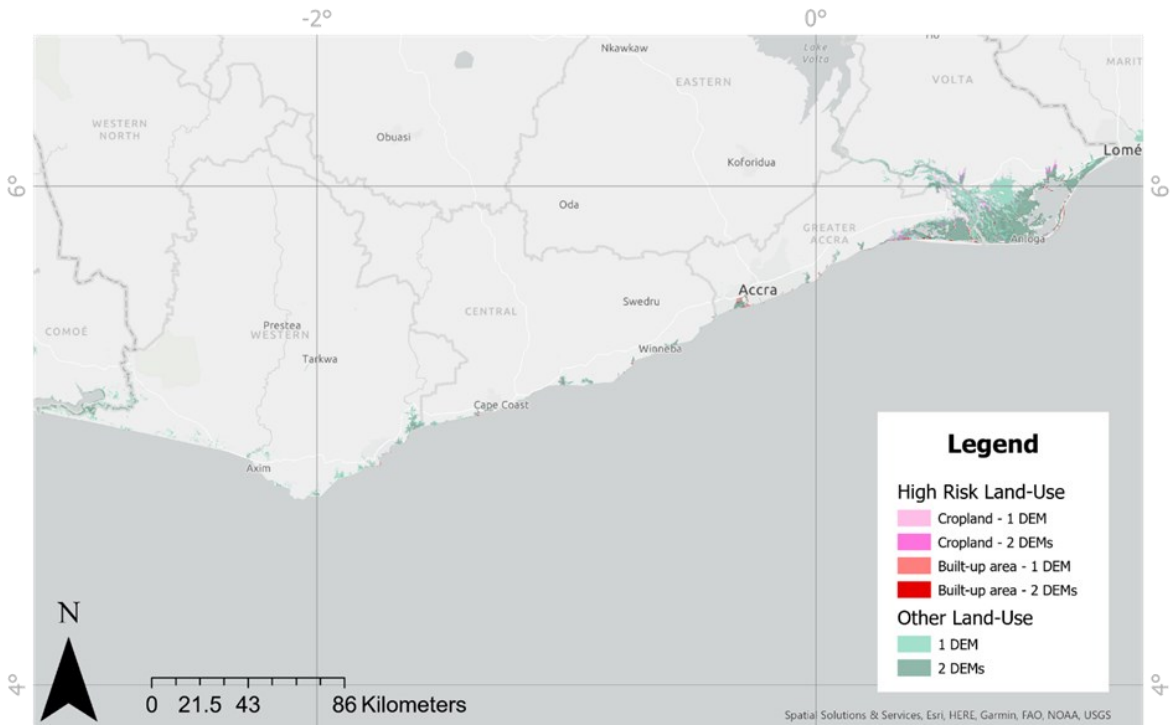 -2°
0°
Nkawkaw
Lake
Volta
Ho
EASTERN
VOLTA
MARIT
WESTERN
NORTH
Obuasi
Koforidua
Lomé
6°
6°
Oda
GREATER
ACCRA
Anloga
Accra
Swedru
CENTRAL
COMOÉ
Prestea
WESTERN
Tarkwa
Winneba
Cape Coast
Axim
Legend
High Risk Land-Use
Cropland - 1 DEM
Cropland - 2 DEMs
Built-up area - 1 DEM
Built-up area - 2 DEMs
Other Land-Use
1 DEM
2 DEMs
N
4°
4°
0 21.5 43 86 Kilometers
Spatial Solutions & Services, Esri, HERE, Garmin, FAO, NOAA, USGS